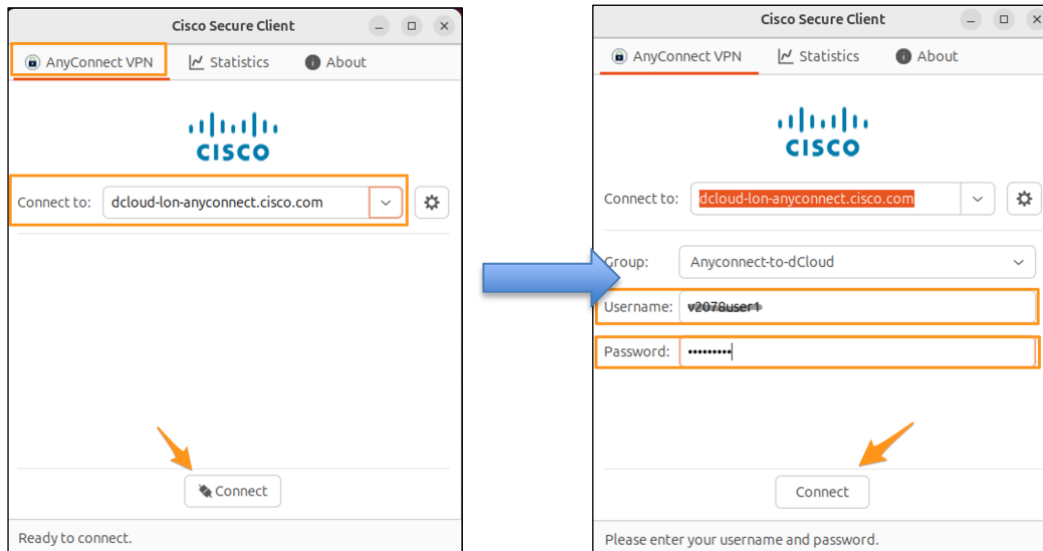 Cisco Secure Client
AnyConnect VPN
Statistics
About
CISCO
Connect to: dcloud-lon-anyconnect.cisco.com
Connect
Ready to connect.
Cisco Secure Client
AnyConnect VPN
Statistics
About
CISCO
Connect to: dcloud-lon-anyconnect.cisco.com
Group: Anyconnect-to-dCloud
Username: v2078user1
Password: •••••••••
Connect
Please enter your username and password.